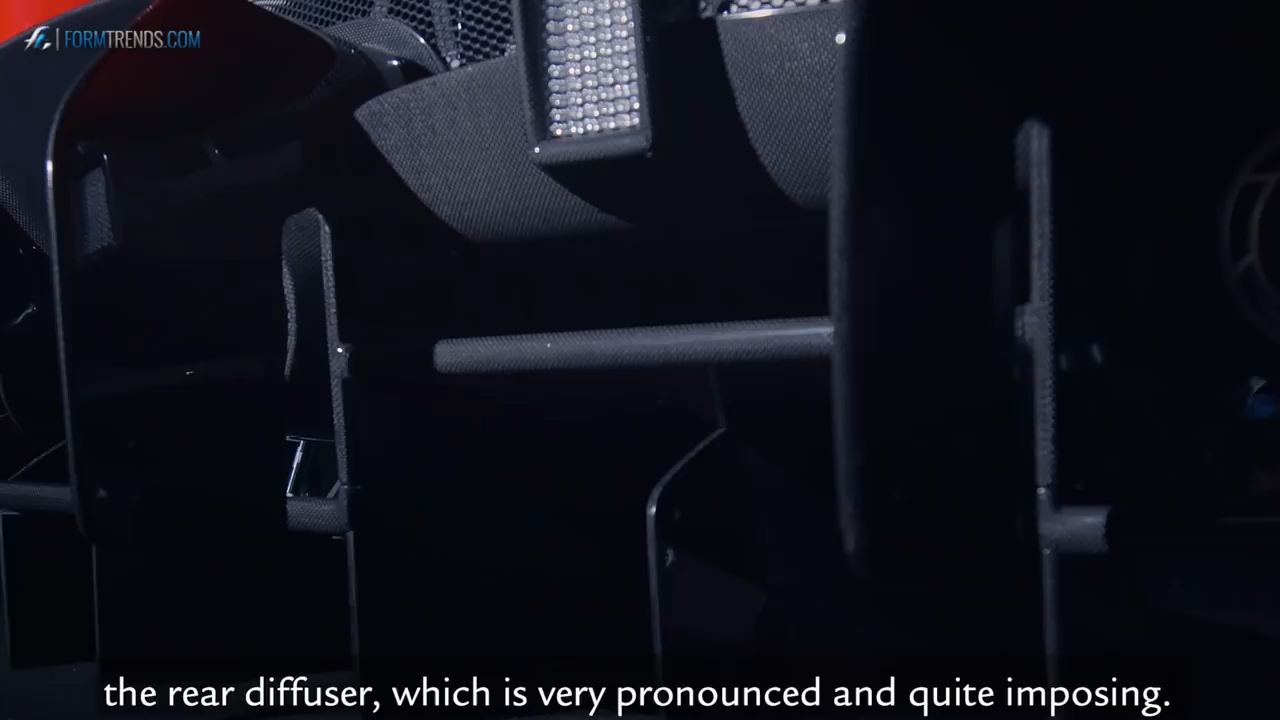 FORMTRENDS.COM
the rear diffuser, which is very pronounced and quite imposing.